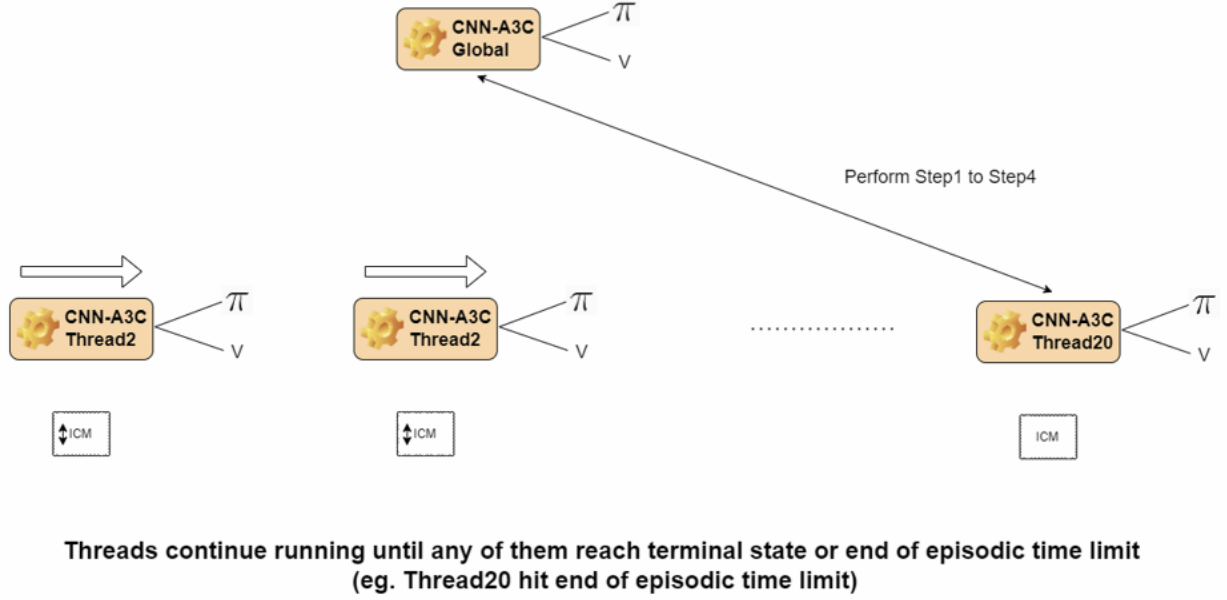 CNN-A3C
Global
π
V
Perform Step1 to Step4
CNN-A3C
Thread2
π
V
CNN-A3C
Thread2
π
V
....................
CNN-A3C
Thread20
π
V
ICM
ICM
ICM
Threads continue running until any of them reach terminal state or end of episodic time limit
(eg. Thread20 hit end of episodic time limit)